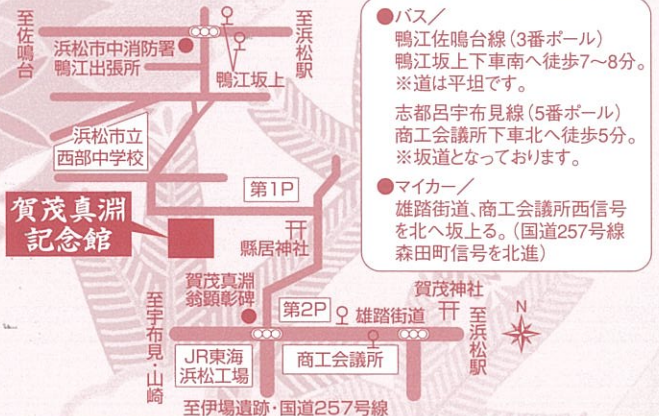 至佐鳴台
浜松市中消防署
鴨江出張所
鴨江坂上
至浜松駅
浜松市立
西部中学校
第1P
賀茂真淵
記念館
縣居神社
賀茂真淵
翁顕彰碑
第2P
雄踏街道
賀茂神社
N
至宇布見・山崎
JR東海
浜松工場
商工会議所
至浜松駅
至伊場遺跡・国道257号線
●バス/
鴨江佐鳴台線(3番ポール)
鴨江坂上下車南へ徒歩7〜8分。
※道は平坦です。
志都呂宇布見線(5番ポール)
商工会議所下車北へ徒歩5分。
※坂道となっております。
●マイカー/
雄踏街道、商工会議所西信号
を北へ坂上る。(国道257号線
森田町信号を北進)